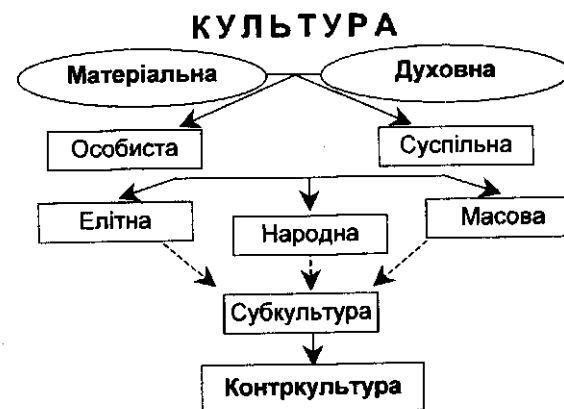 КУЛЬТУРА
Матеріальна
Духовна
Особиста
Суспільна
Елітна
Народна
Масова
Субкультура
Контркультура